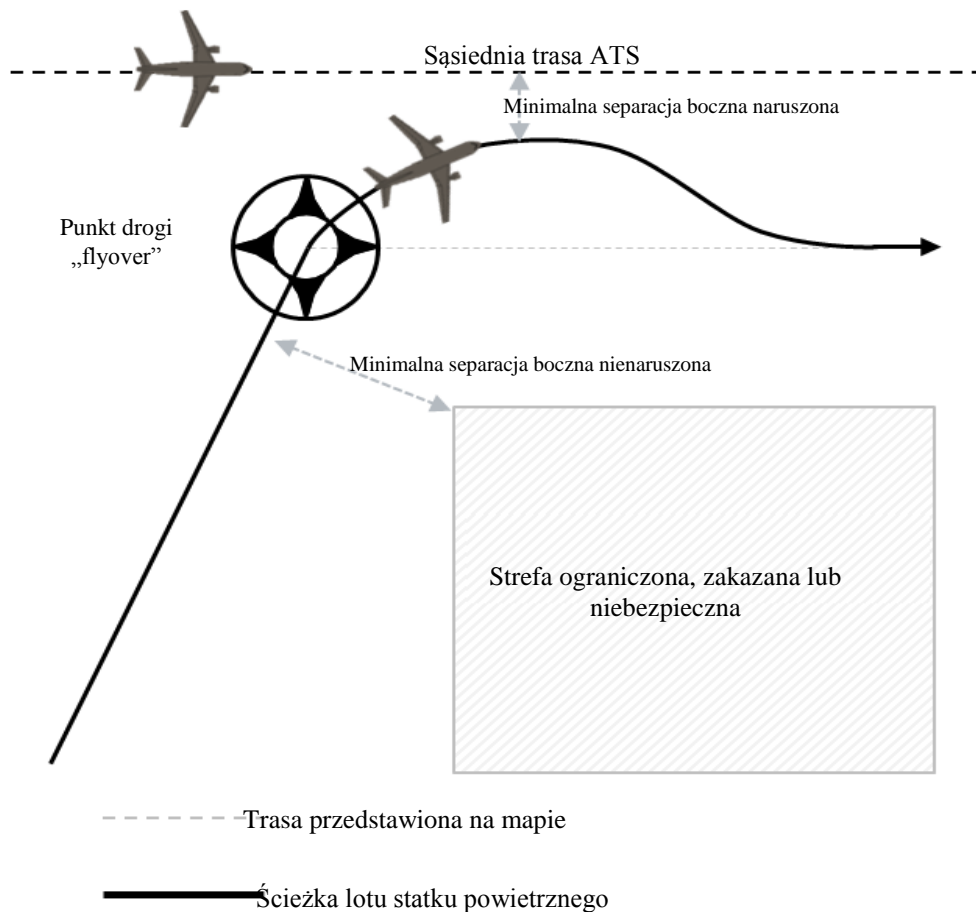 Sąsiednia trasa ATS
Minimalna separacja boczna naruszona
Punkt drogi
„flyover”
Minimalna separacja boczna nienaruszona
Strefa ograniczona, zakazana lub
niebezpieczna
Trasa przedstawiona na mapie
Ścieżka lotu statku powietrznego